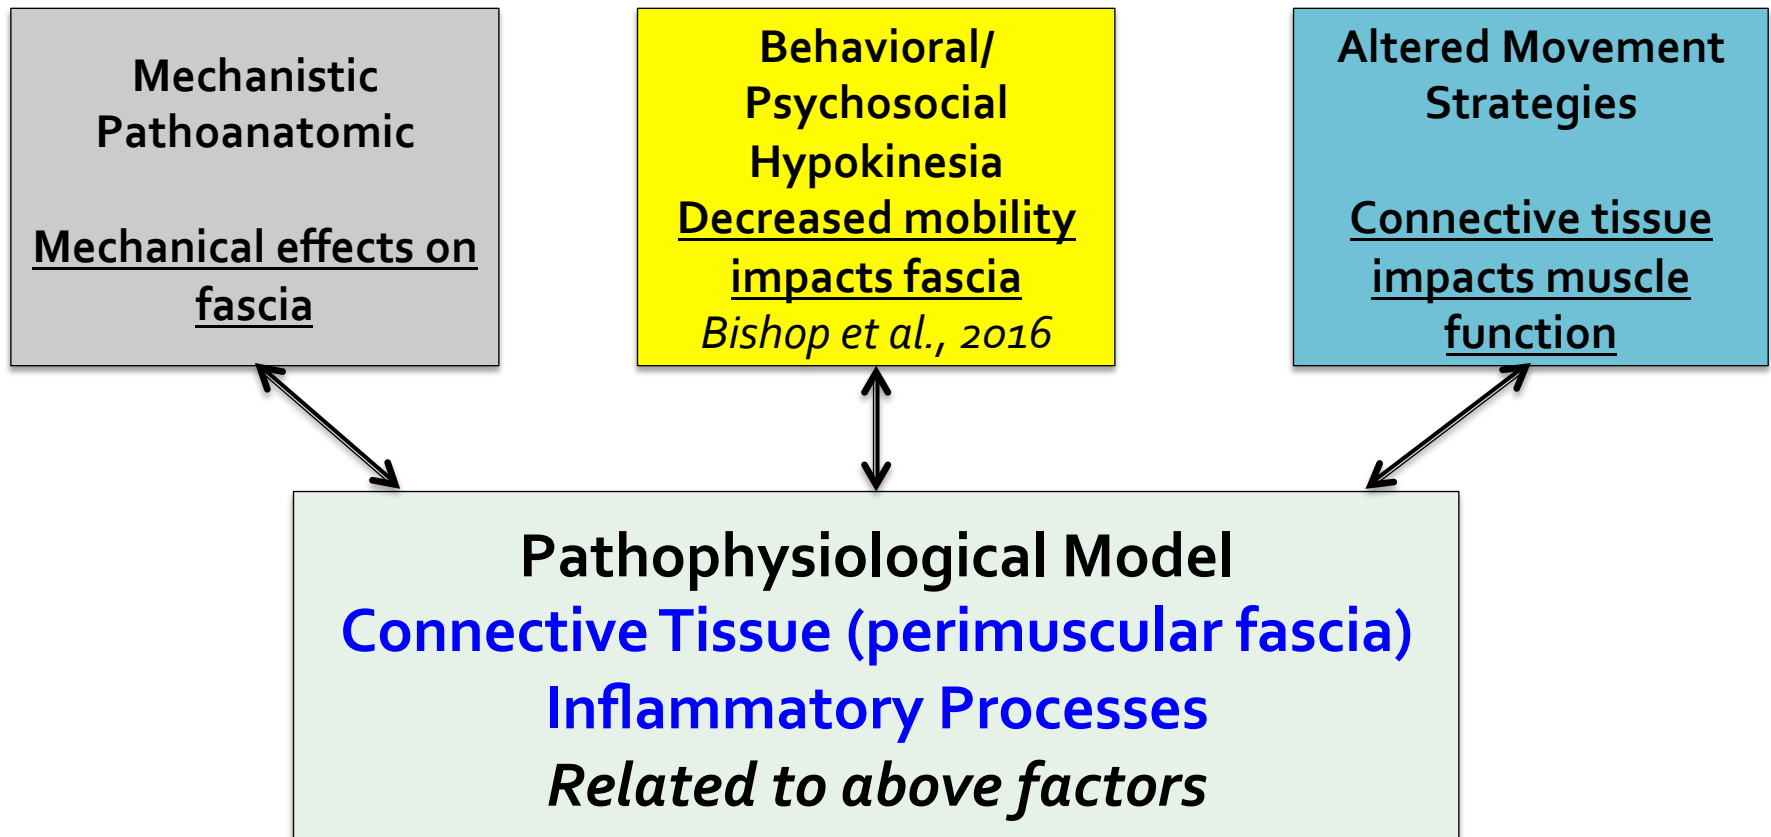 Mechanistic
Pathoanatomic
Mechanical effects on
fascia
Behavioral/
Psychosocial
Hypokinesia
Decreased mobility
impacts fascia
Bishop et al., 2016
Altered Movement
Strategies
Connective tissue
impacts muscle
function
Pathophysiological Model
Connective Tissue (perimuscular fascia)
Inflammatory Processes
Related to above factors